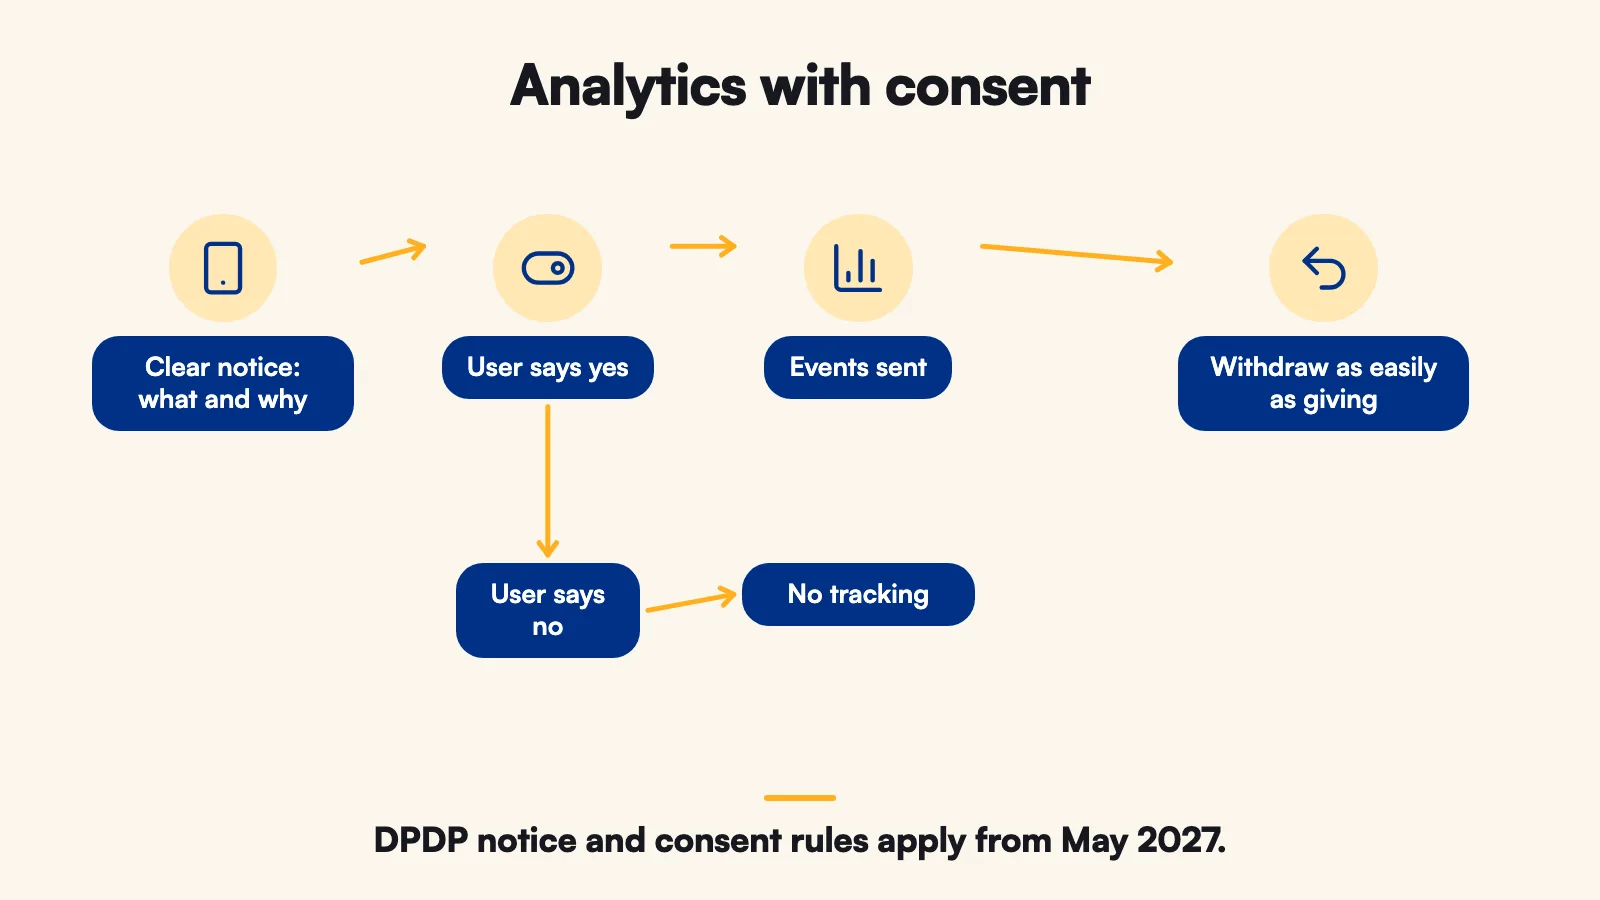 Analytics with consent
Clear notice:
what and why
User says yes
Events sent
Withdraw as easily
as giving
User says
no
No tracking
DPDP notice and consent rules apply from May 2027.